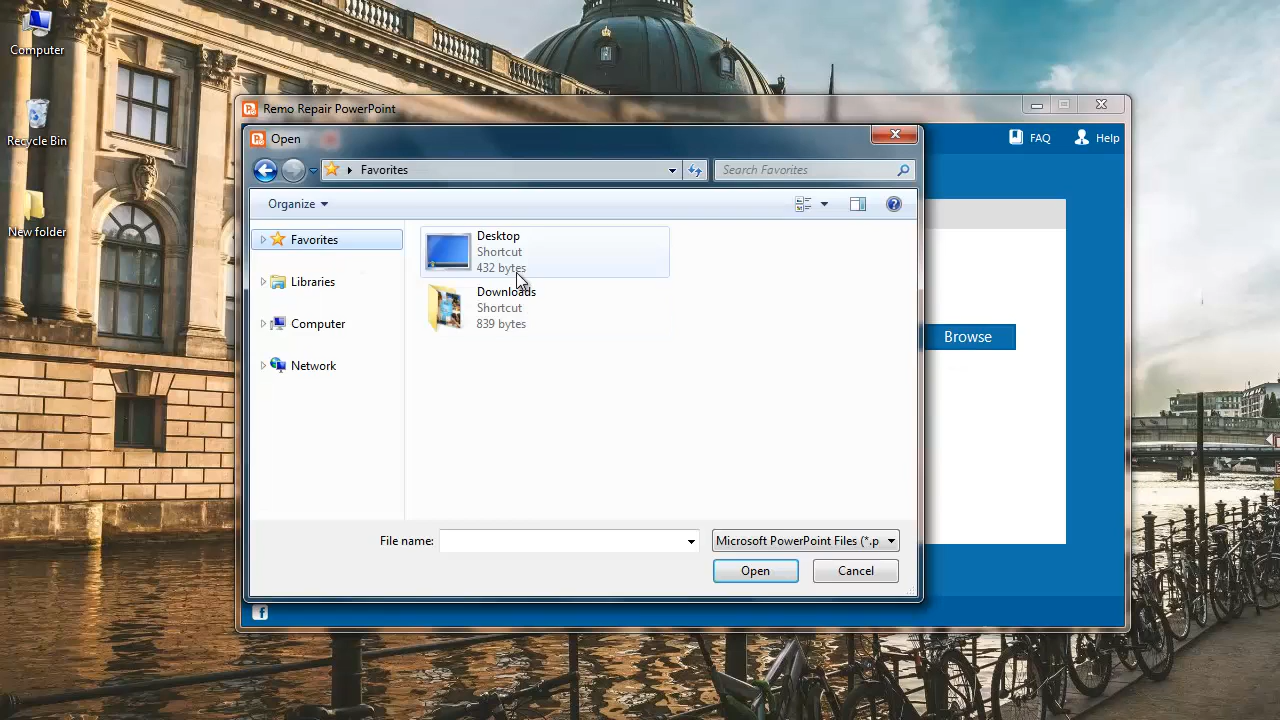 Computer
Recycle Bin
New folder
Remo Repair PowerPoint
FAQ
Help
Open
Favorites
Search Favorites
Organize
Favorites
Libraries
Computer
Network
Desktop
Shortcut
432 bytes
Downloads
Shortcut
839 bytes
Browse
File name:
Microsoft PowerPoint Files (*.p
Open
Cancel